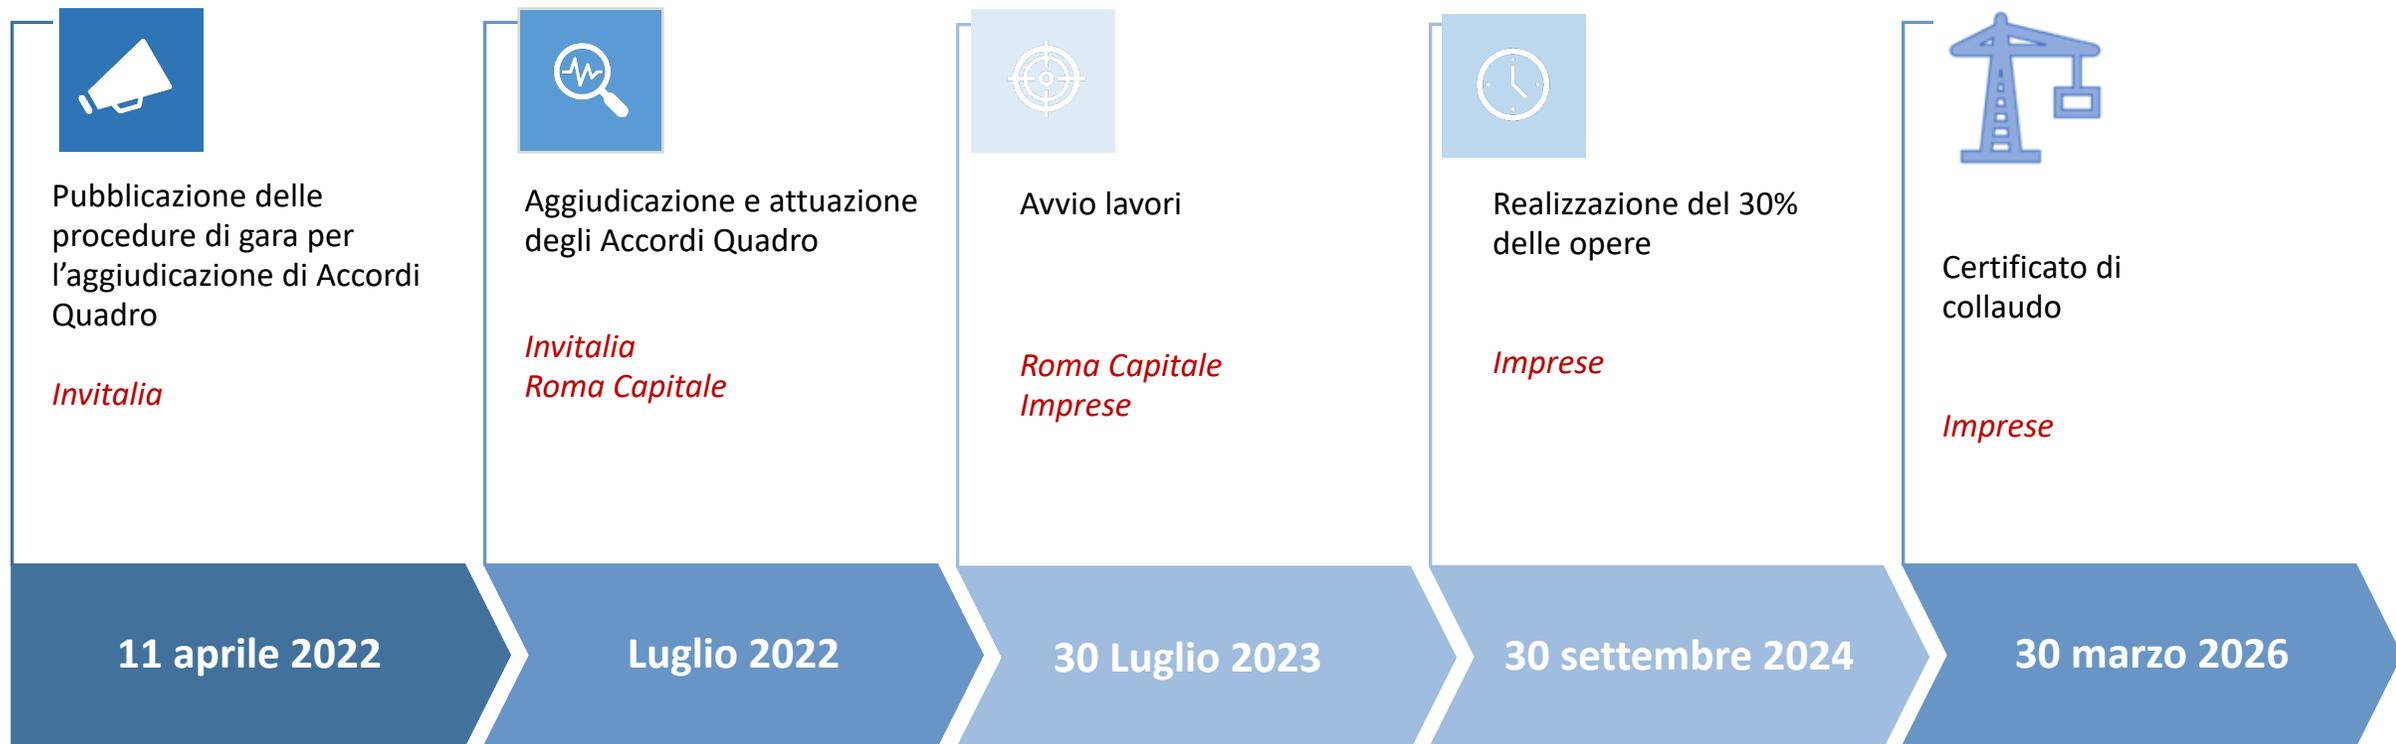 Pubblicazione delle
procedure di gara per
l’aggiudicazione di Accordi
Quadro
Invitalia
11 aprile 2022
Aggiudicazione e attuazione
degli Accordi Quadro
Invitalia
Roma Capitale
Luglio 2022
Avvio lavori
Roma Capitale
Imprese
30 Luglio 2023
Realizzazione del 30%
delle opere
Imprese
30 settembre 2024
Certificato di
collaudo
Imprese
30 marzo 2026